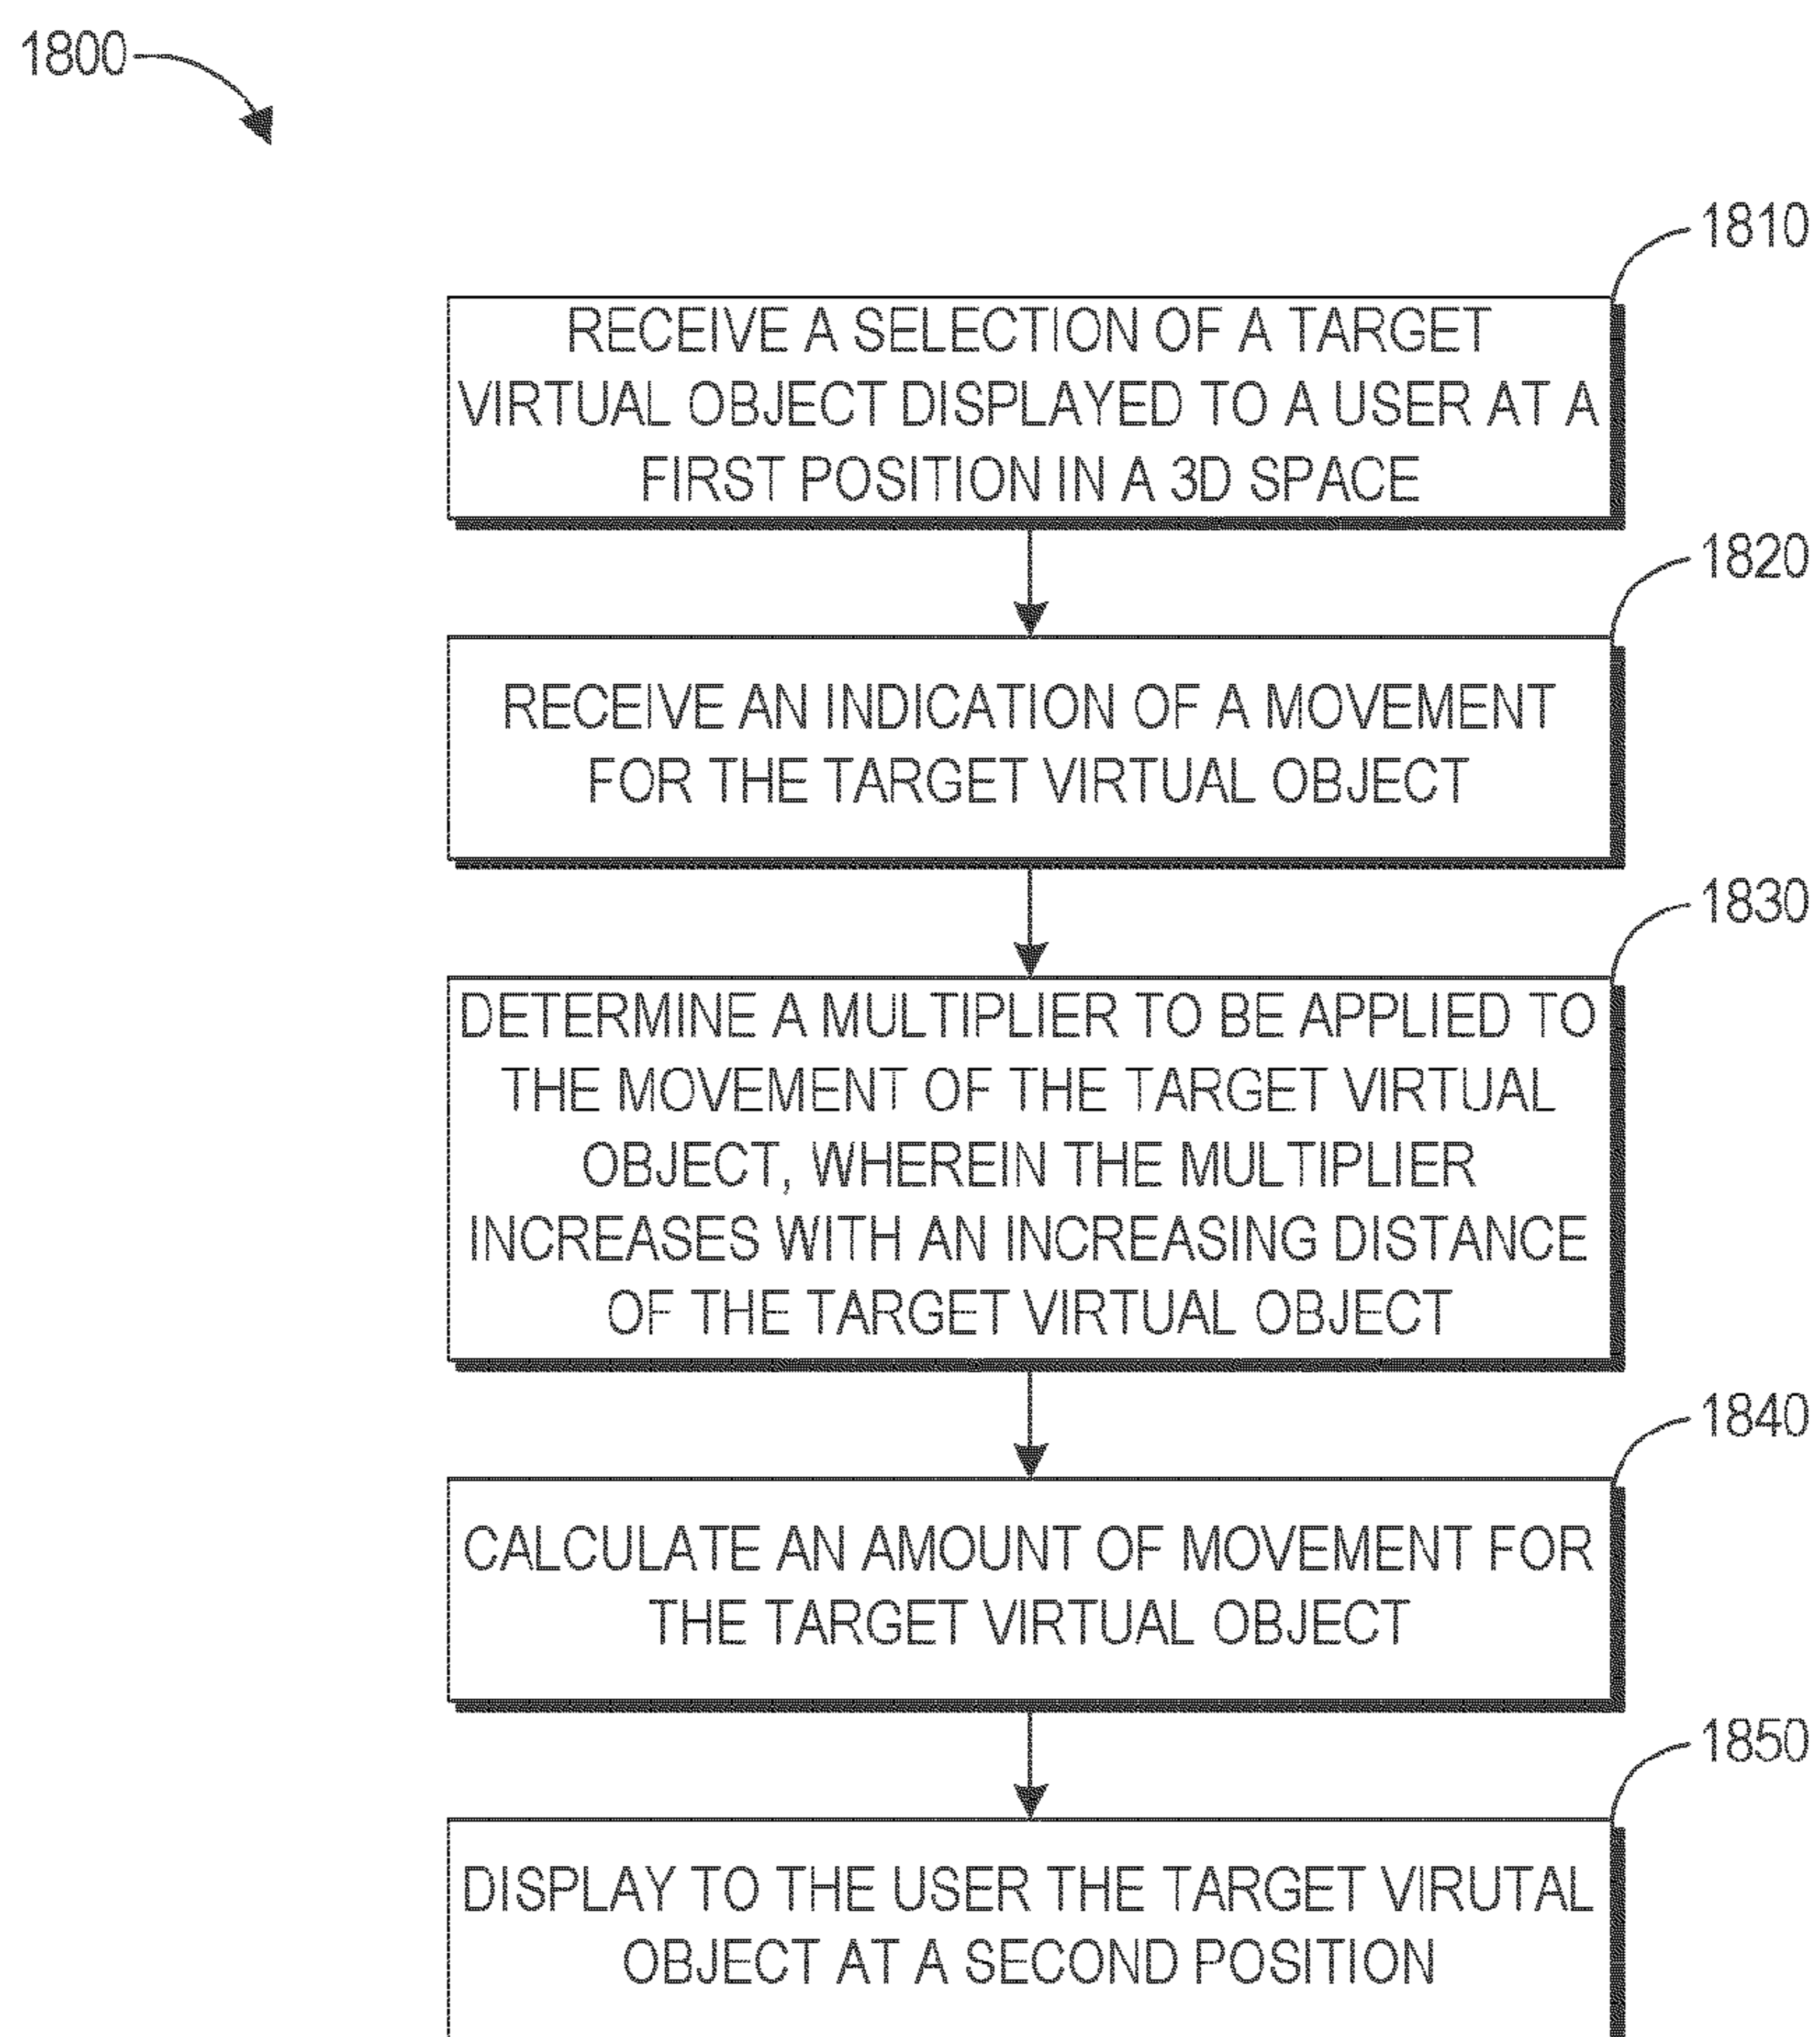 1800
1810
RECEIVE A SELECTION OF A TARGET
VIRTUAL OBJECT DISPLAYED TO A USER AT A
FIRST POSITION IN A 3D SPACE
1820
RECEIVE AN INDICATION OF A MOVEMENT
FOR THE TARGET VIRTUAL OBJECT
1830
DETERMINE A MULTIPLIER TO BE APPLIED TO
THE MOVEMENT OF THE TARGET VIRTUAL
OBJECT, WHEREIN THE MULTIPLIER
INCREASES WITH AN INCREASING DISTANCE
OF THE TARGET VIRTUAL OBJECT
1840
CALCULATE AN AMOUNT OF MOVEMENT FOR
THE TARGET VIRTUAL OBJECT
1850
DISPLAY TO THE USER THE TARGET VIRUTAL
OBJECT AT A SECOND POSITION